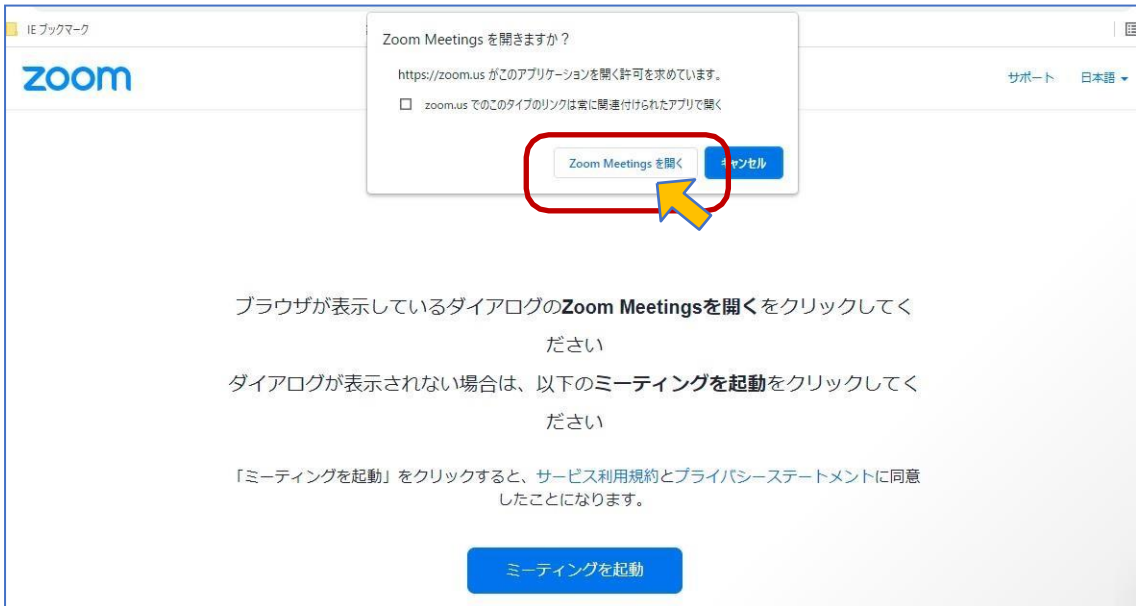 IE ブックマーク
Zoom Meetings を開きますか？
https://zoom.us がこのアプリケーションを開く許可を求めています。
zoom.us でのこのタイプのリンクは常に関連付けられたアプリで開く
Zoom Meetings を開く
キャンセル
zoom
サポート 日本語
ブラウザが表示しているダイアログのZoom Meetingsを開くをクリックしてく
ださい
ダイアログが表示されない場合は、以下のミーティングを起動をクリックしてく
ださい
「ミーティングを起動」をクリックすると、サービス利用規約とプライバシーステートメントに同意
したことになります。
ミーティングを起動